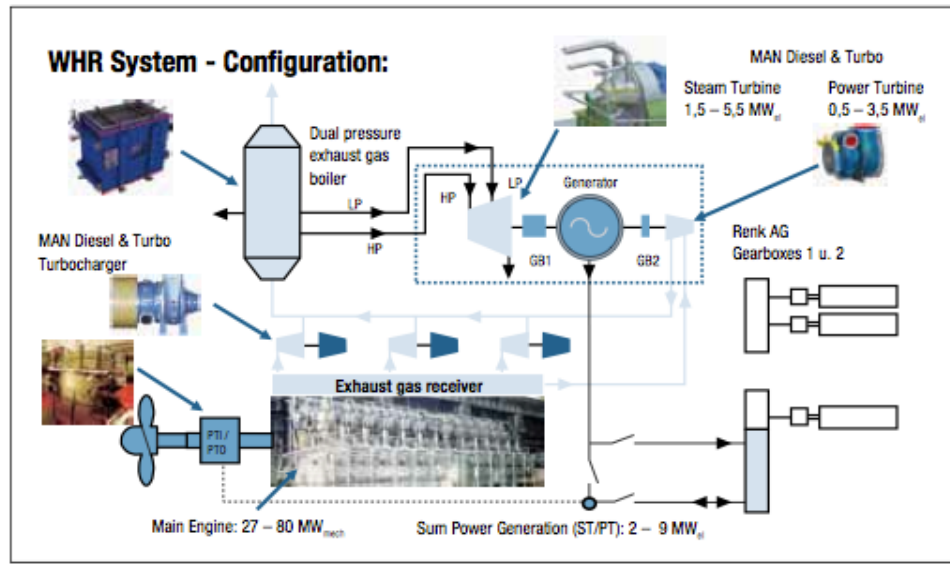 WHR System - Configuration:
MAN Diesel & Turbo
Steam Turbine
1,5 – 5,5 MWel
Power Turbine
0,5 – 3,5 MWel
Dual pressure
exhaust gas
boiler
LP
HP
HP
LP
Generator
GB1
GB2
Renk AG
Gearboxes 1 u. 2
MAN Diesel & Turbo
Turbocharger
Exhaust gas receiver
PTI /
PTO
Main Engine: 27 – 80 MWmech
Sum Power Generation (ST/PT): 2 – 9 MWel